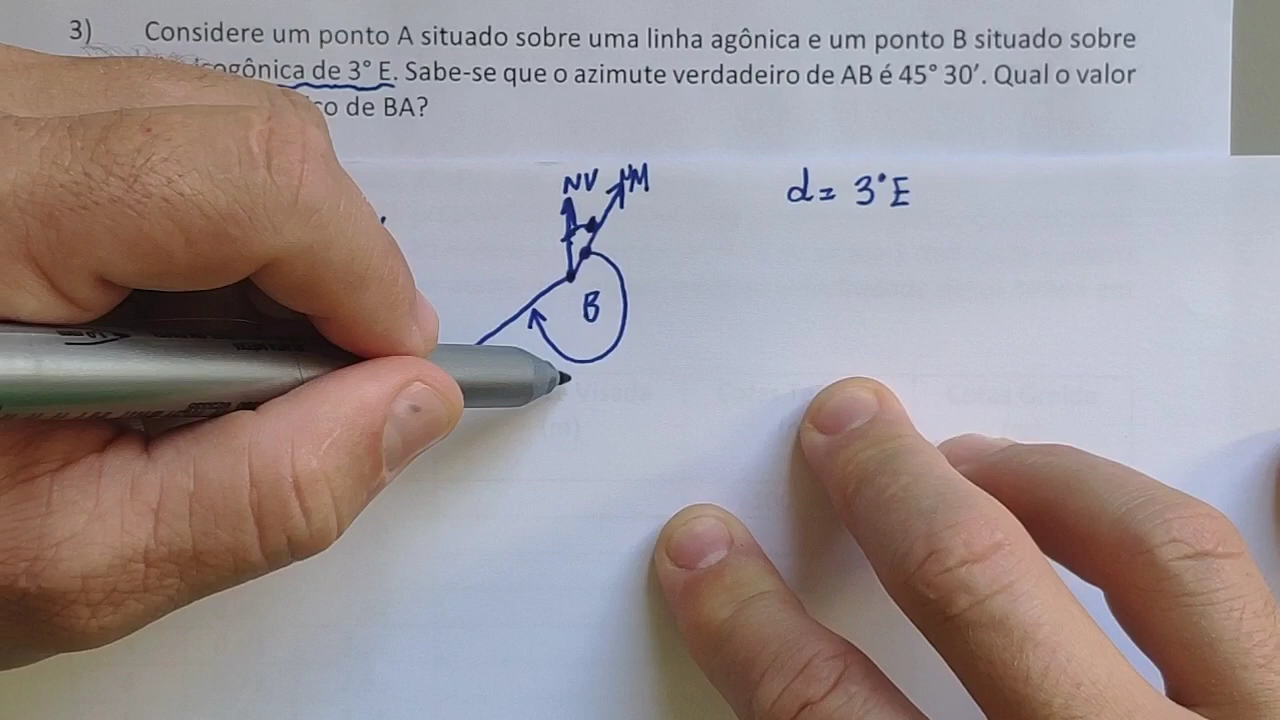 3) Considere um ponto A situado sobre uma linha agônica e um ponto B situado sobre
de 3° E. Sabe-se que o azimute verdadeiro de AB é 45° 30′. Qual o valor
de BA?
NV NM d= 3°E
B